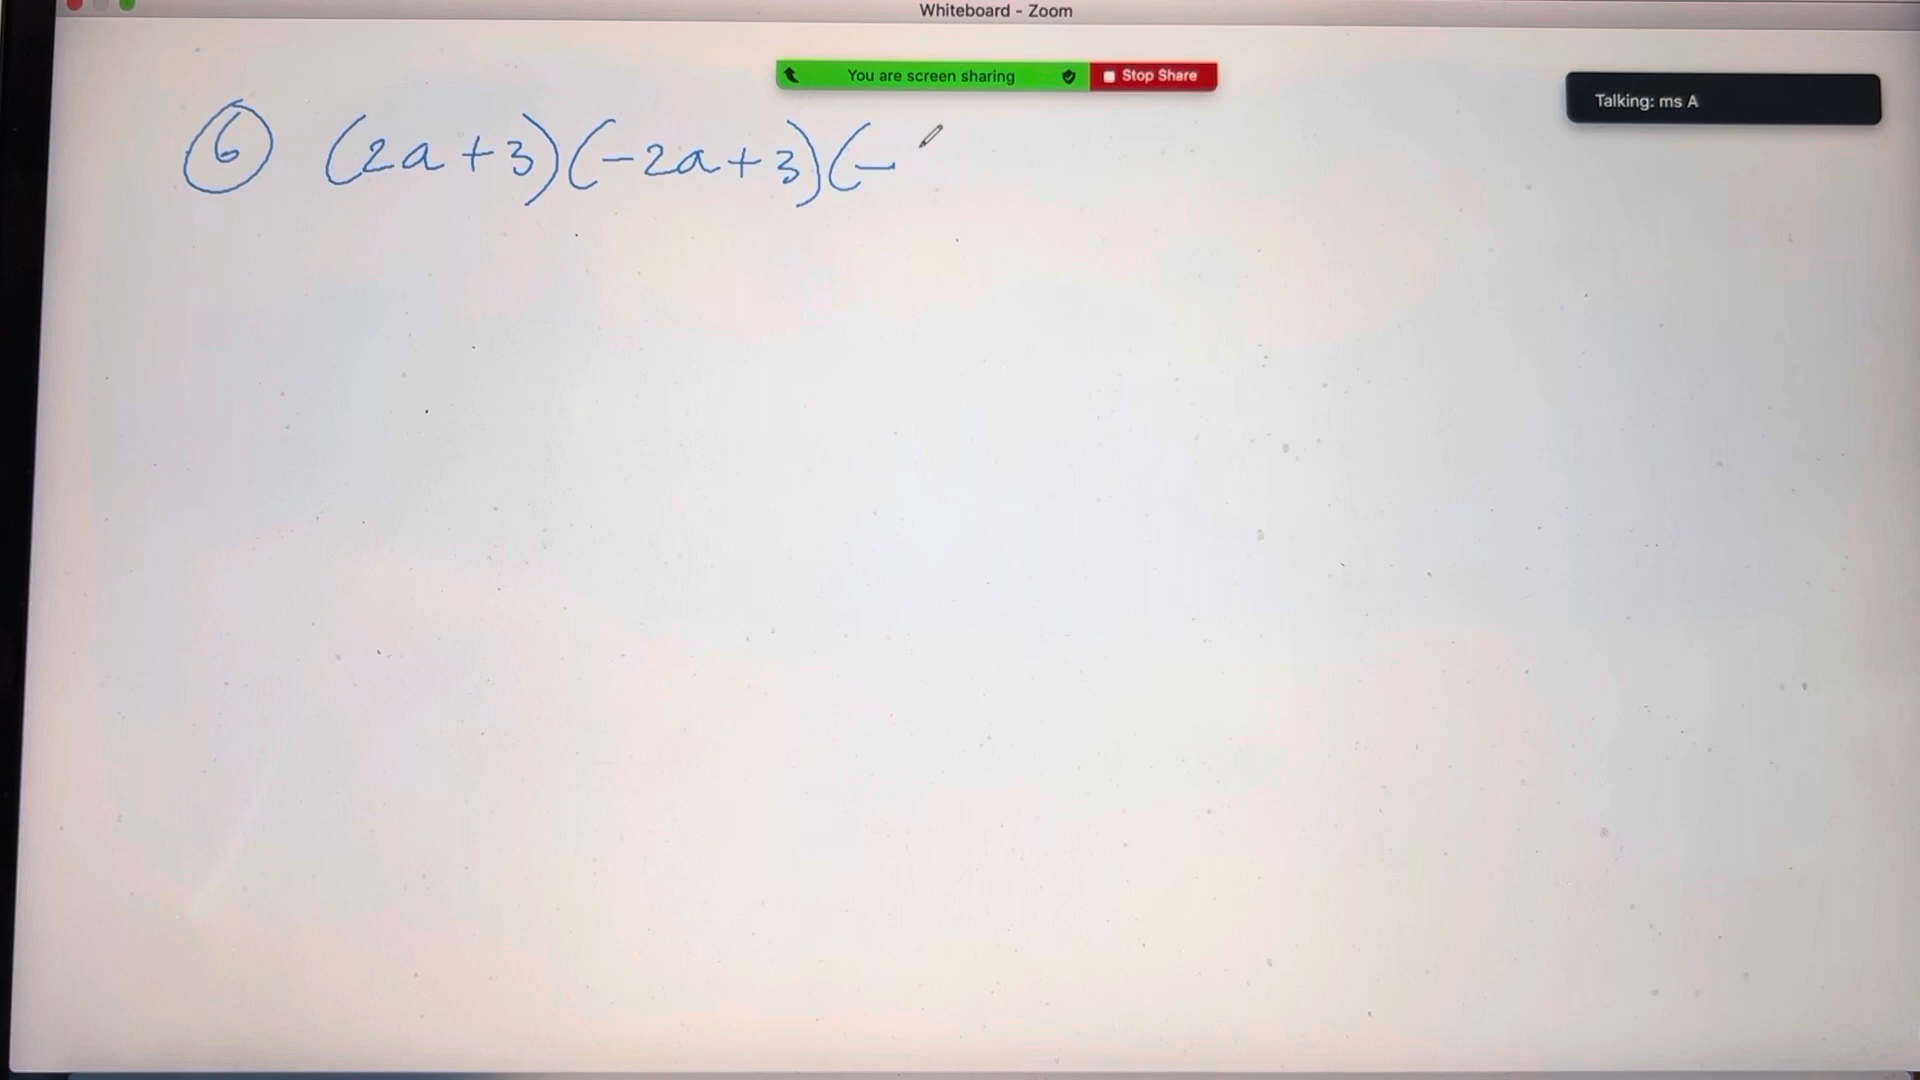 Whiteboard - Zoom
You are screen sharing
Stop Share
Talking: ms A
⑥ (2a+3)(-2a+3)(-